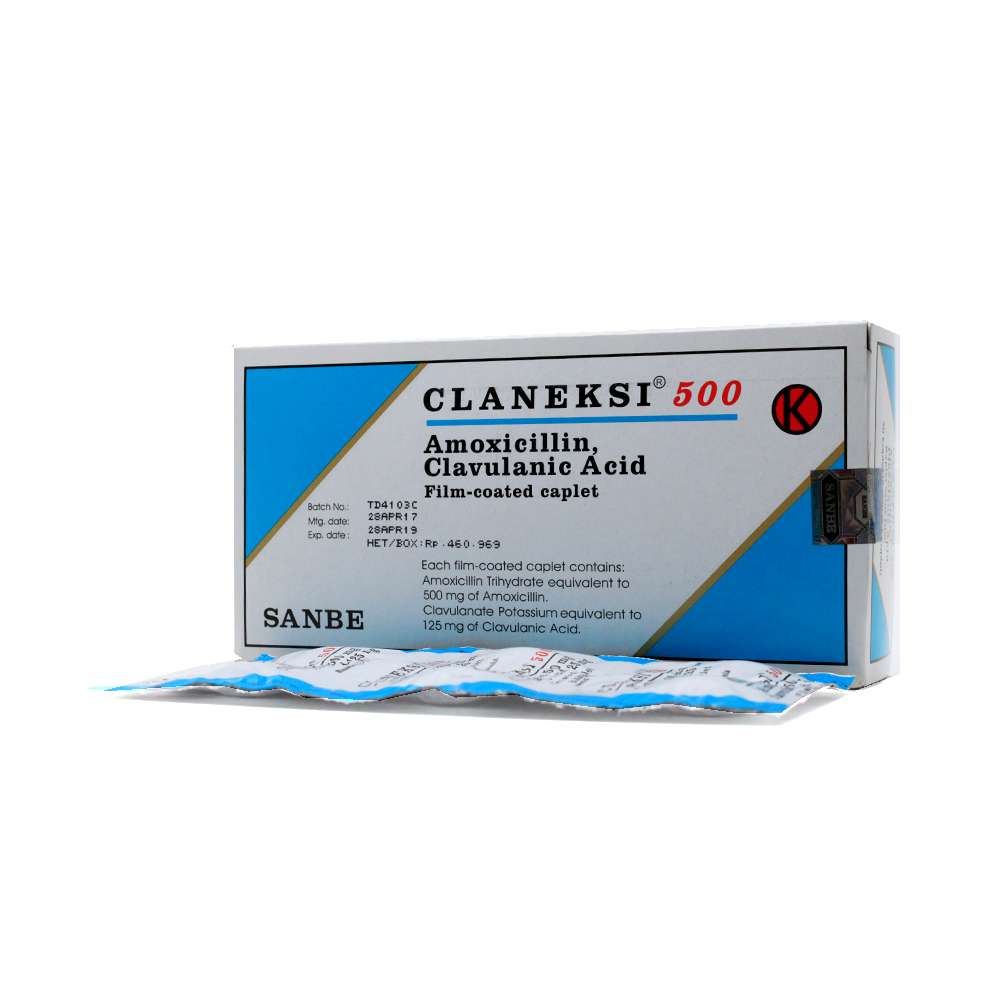 CLANEKSI® 500
K
Amoxicillin,
Clavulanic Acid
Film-coated caplet
Batch No.: TD4103C
Mfg. date: 28APR17
Exp. date: 28APR19
HET/BOX:Rp.460.969
Each film-coated caplet contains:
Amoxicillin Trihydrate equivalent to
500 mg of Amoxicillin.
Clavulanate Potassium equivalent to
125 mg of Clavulanic Acid.
SANBE
SANBE
CLANEKSI